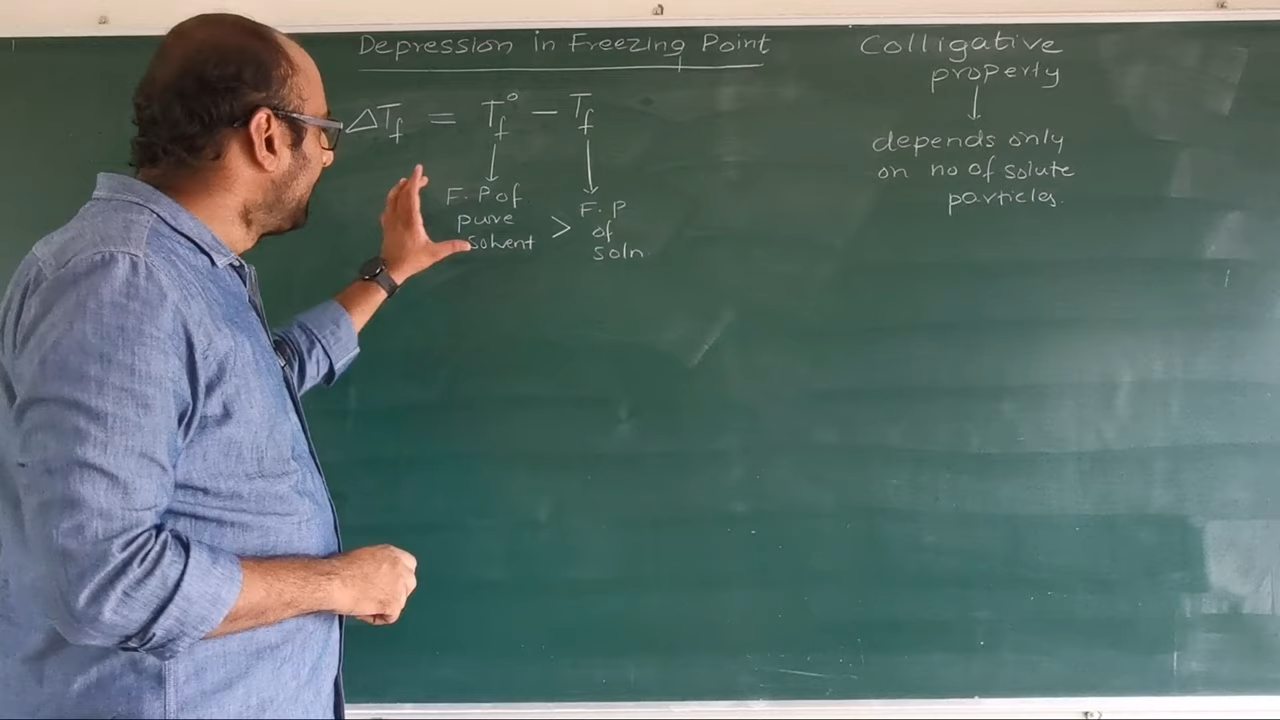 Depression in Freezing Point
ΔTf = Tf° – Tf
F.P of
pure
solvent
>
F.P
of
soln.
Colligative
property
depends only
on no of solute
particles.